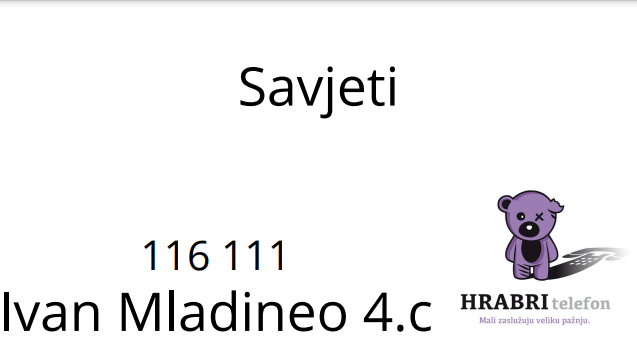 Savjeti
116 111
Ivan Mladineo 4.c
HRABRI telefon
Mali zaslužuju veliku pažnju.